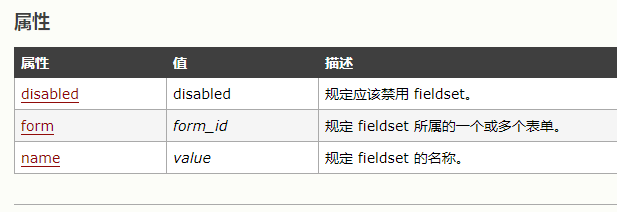 属性
属性 值 描述
disabled disabled 规定应该禁用 fieldset。
form form_id 规定 fieldset 所属的一个或多个表单。
name value 规定 fieldset 的名称。